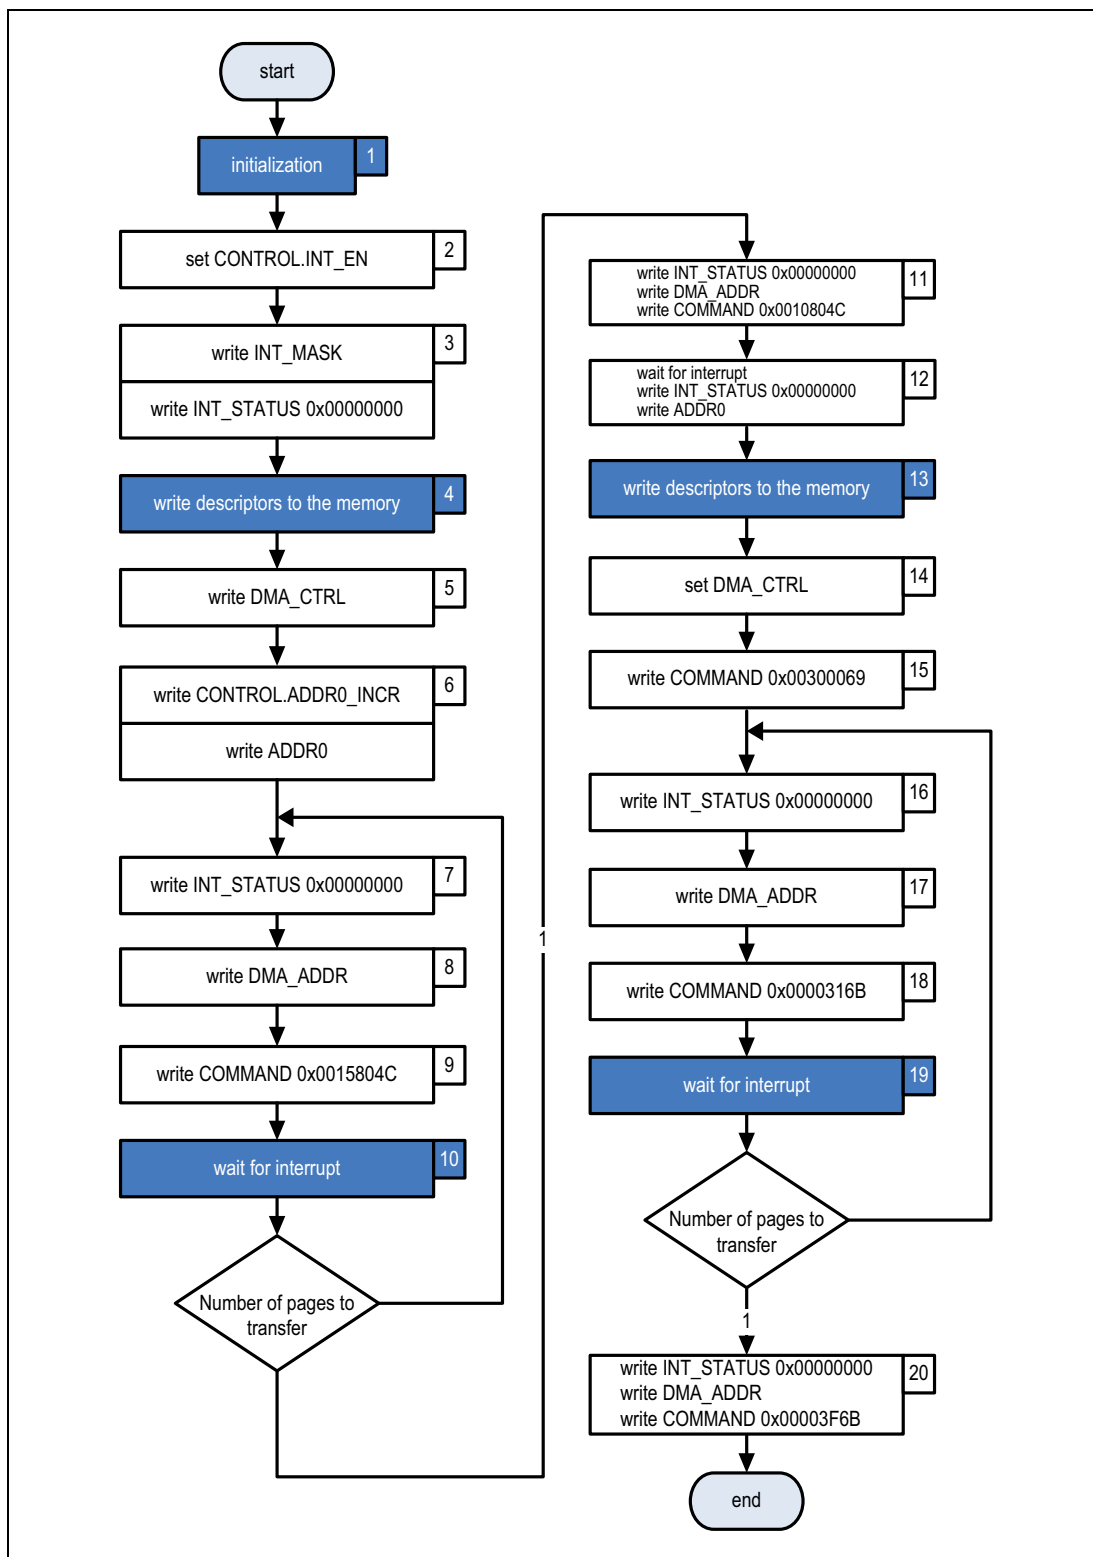 start
initialization
1
set CONTROL.INT_EN
2
write INT_MASK
3
write INT_STATUS 0x00000000
write descriptors to the memory
4
write DMA_CTRL
5
write CONTROL.ADDR0_INCR
6
write ADDR0
write INT_STATUS 0x00000000
7
write DMA_ADDR
8
write COMMAND 0x0015804C
9
wait for interrupt
10
Number of pages to
transfer
1
write INT_STATUS 0x00000000
write DMA_ADDR
write COMMAND 0x0010804C
11
wait for interrupt
write INT_STATUS 0x00000000
write ADDR0
12
write descriptors to the memory
13
set DMA_CTRL
14
write COMMAND 0x00300069
15
write INT_STATUS 0x00000000
16
write DMA_ADDR
17
write COMMAND 0x0000316B
18
wait for interrupt
19
Number of pages to
transfer
1
write INT_STATUS 0x00000000
write DMA_ADDR
write COMMAND 0x00003F6B
20
end